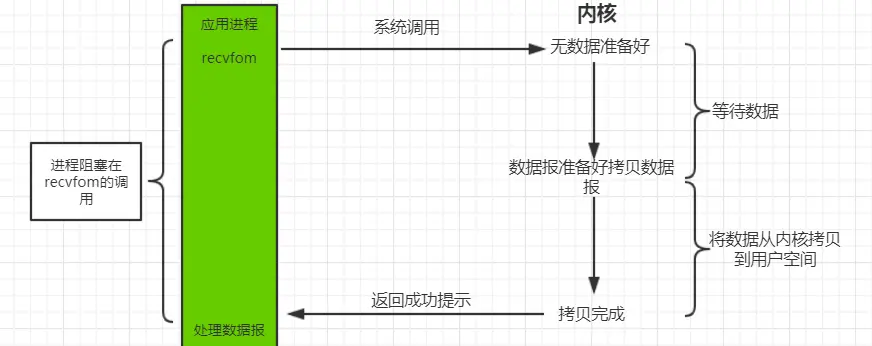 应用进程
recvfom
系统调用
内核
无数据准备好
等待数据
进程阻塞在
recvfom的调
用
数据报准备好拷贝数据
报
将数据从内核拷贝
到用户空间
返回成功提示
拷贝完成
处理数据报